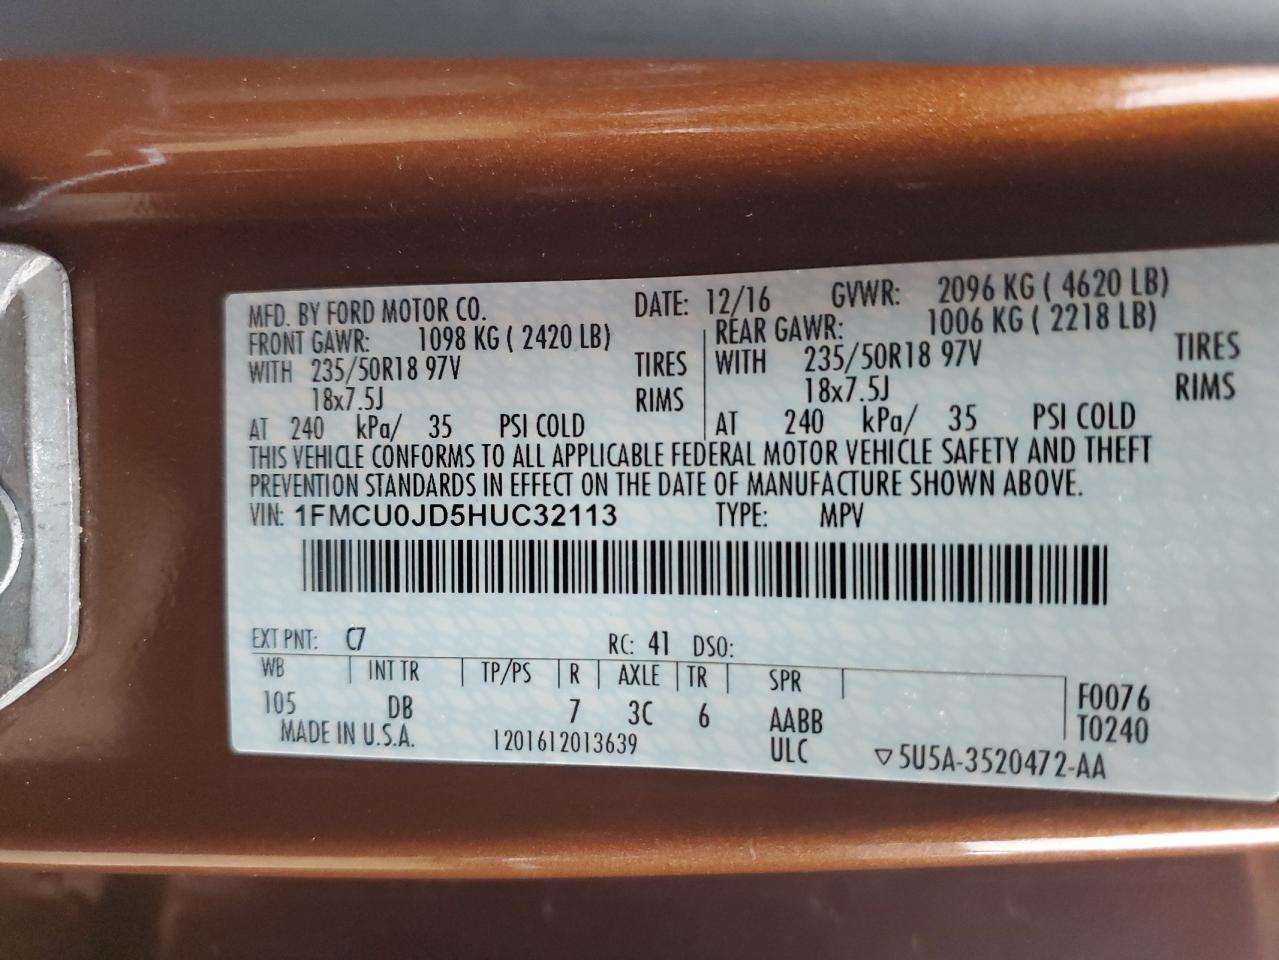 MFD. BY FORD MOTOR CO. DATE: 12/16 GVWR: 2096 KG ( 4620 LB)
FRONT GAWR: 1098 KG ( 2420 LB) REAR GAWR: 1006 KG ( 2218 LB)
WITH 235/50R18 97V TIRES WITH 235/50R18 97V TIRES
18x7.5J RIMS 18x7.5J RIMS
AT 240 kPa/ 35 PSI COLD AT 240 kPa/ 35 PSI COLD
THIS VEHICLE CONFORMS TO ALL APPLICABLE FEDERAL MOTOR VEHICLE SAFETY AND THEFT
PREVENTION STANDARDS IN EFFECT ON THE DATE OF MANUFACTURE SHOWN ABOVE.
VIN: 1FMCU0JD5HUC32113 TYPE: MPV
EXT PNT: C7 RC: 41 DSO:
WB INT TR TP/PS R AXLE TR SPR
105 DB 7 3C 6 AABB F0076
MADE IN U.S.A. 1201612013639 ULC T0240
▽5U5A-3520472-AA